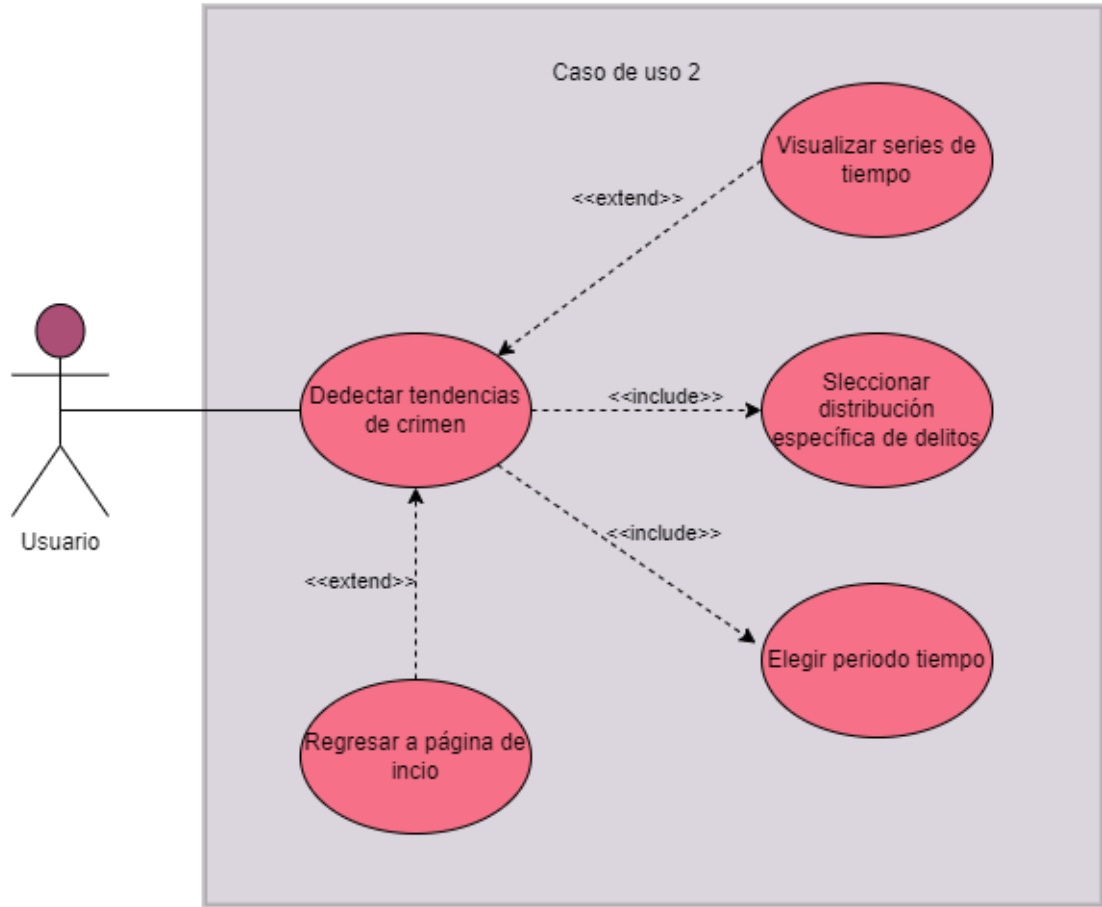 Caso de uso 2
Visualizar series de
tiempo
<<extend>>
Dedectar tendencias
de crimen
<<include>>
Sleccionar
distribución
específica de delitos
Usuario
<<include>>
<<extend>>
Elegir periodo tiempo
Regresar a página de
incio